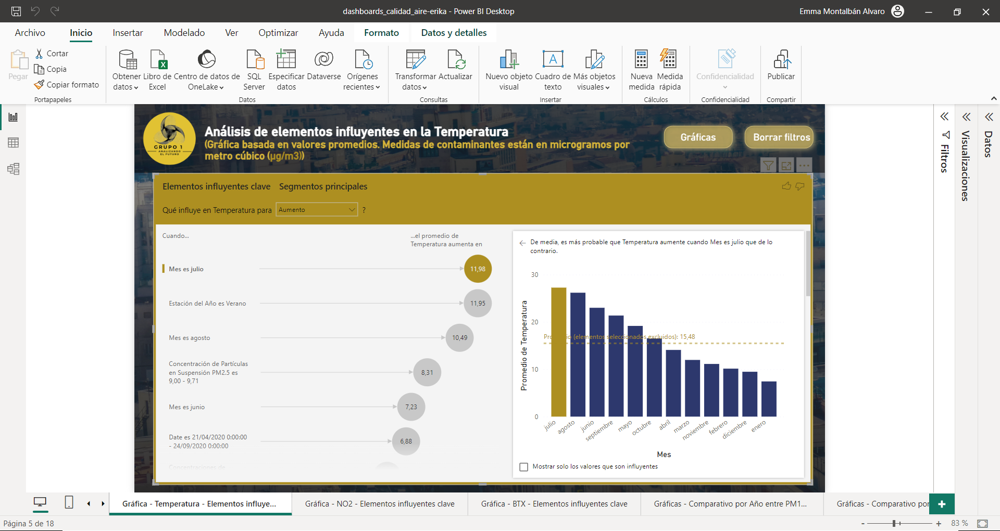 dashboards_calidad_aire-erika - Power BI Desktop
Emma Montalbán Alvaro
Archivo
Inicio
Insertar
Modelado
Ver
Optimizar
Ayuda
Formato
Datos y detalles
Pegar
Cortar
Copia
Copiar formato
Portapapeles
Obtener
datos
Libro de
Excel
Centro de datos de
OneLake
SQL
Server
Especificar
datos
Dataverse
Orígenes
recientes
Datos
Transformar
datos
Actualizar
Consultas
Nuevo objeto
visual
Cuadro de
texto
Más objetos
visuales
Insertar
Nueva
medida
Medida
rápida
Cálculos
Confidencialidad
Confidencialidad
Publicar
Compartir
GRUPO 1
ANALIZANDO
EL FUTURO
Análisis de elementos influyentes en la Temperatura
(Gráfica basada en valores promedios. Medidas de contaminantes están en microgramos por
metro cúbico (µg/m3))
Gráficas
Borrar filtros
Filtros
Visualizaciones
Datos
Elementos influyentes clave
Segmentos principales
Qué influye en Temperatura para
Aumento
?
Cuando...
...el promedio de
Temperatura aumenta en
Mes es julio
11,98
Estación del Año es Verano
11,95
Mes es agosto
10,49
Concentración de Partículas
en Suspensión PM2.5 es
9,00 - 9,71
8,31
Mes es junio
7,23
Date es 21/04/2020 0:00:00
- 24/09/2020 0:00:00
6,88
Concentraciones de
De media, es más probable que Temperatura aumente cuando Mes es julio que de lo
contrario.
Promedio de Temperatura
30
20
10
0
Promedio (elementos seleccionados excluidos): 15,48
julio
agosto
junio
septiembre
mayo
octubre
abril
marzo
noviembre
febrero
diciembre
enero
Mes
Mostrar solo los valores que son influyentes
Gráfica - Temperatura - Elementos influye...
Gráfica - NO2 - Elementos influyentes clave
Gráfica - BTX - Elementos influyentes clave
Gráficas - Comparativo por Año entre PM1...
Gráficas - Comparativo por
Página 5 de 18
- + 83 %